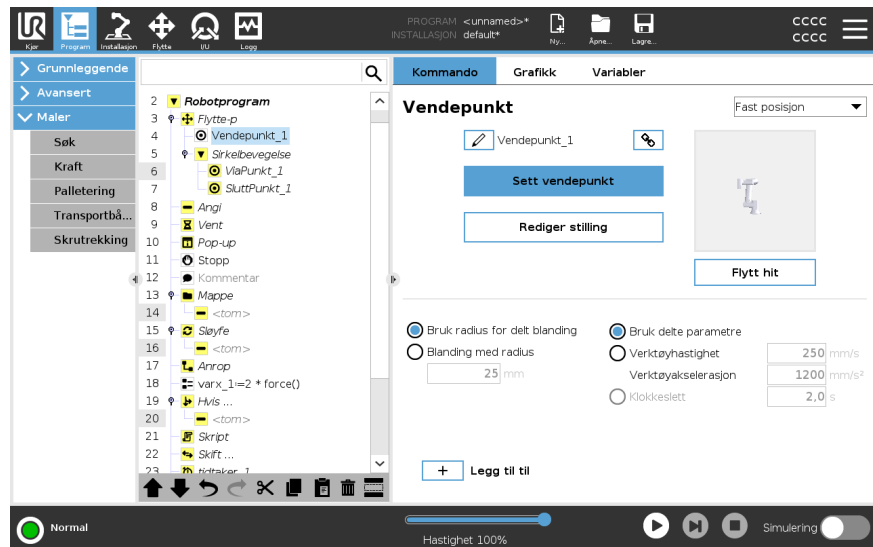 PROGRAM <unnamed>*
INSTALLASJON default*
CCCC
CCCC
Kjør Program Installasjon Flytte I/U Logg
Ny... Åpne... Lagre...
Grunnleggende
Avansert
Maler
Søk
Kraft
Palletering
Transportbå...
Skrutrekking
2 Robotprogram
3 Flytte-p
4 Vendepunkt_1
5 Sirkelbevegelse
6 ViaPunkt_1
7 SluttPunkt_1
8 Angi
9 Vent
10 Pop-up
11 Stopp
12 Kommentar
13 Mappe
14 <tom>
15 Sløyfe
16 <tom>
17 Anrop
18 varx_1≔2 * force()
19 Hvis ...
20 <tom>
21 Skript
22 Skift ...
23 tidtaker_1
Kommando Grafikk Variabler
Vendepunkt
Fast posisjon
Vendepunkt_1
Sett vendepunkt
Rediger stilling
Flytt hit
Bruk radius for delt blanding
Blanding med radius
25 mm
Bruk delte parametre
Verktøyhastighet 250 mm/s
Verktøyakselerasjon 1200 mm/s²
Klokkeslett 2,0 s
+ Legg til til
Normal
Hastighet 100%
Simulering